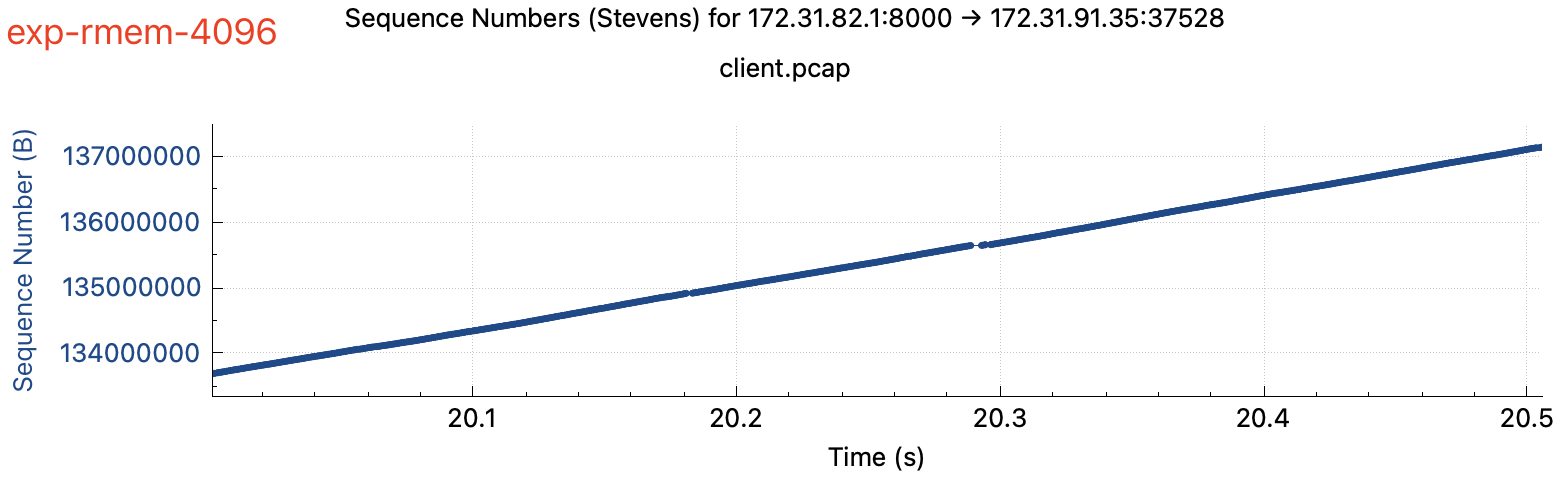 exp-rmem-4096
Sequence Numbers (Stevens) for 172.31.82.1:8000 → 172.31.91.35:37528
client.pcap
Sequence Number (B)
137000000
136000000
135000000
134000000
20.1 20.2 20.3 20.4 20.5
Time (s)